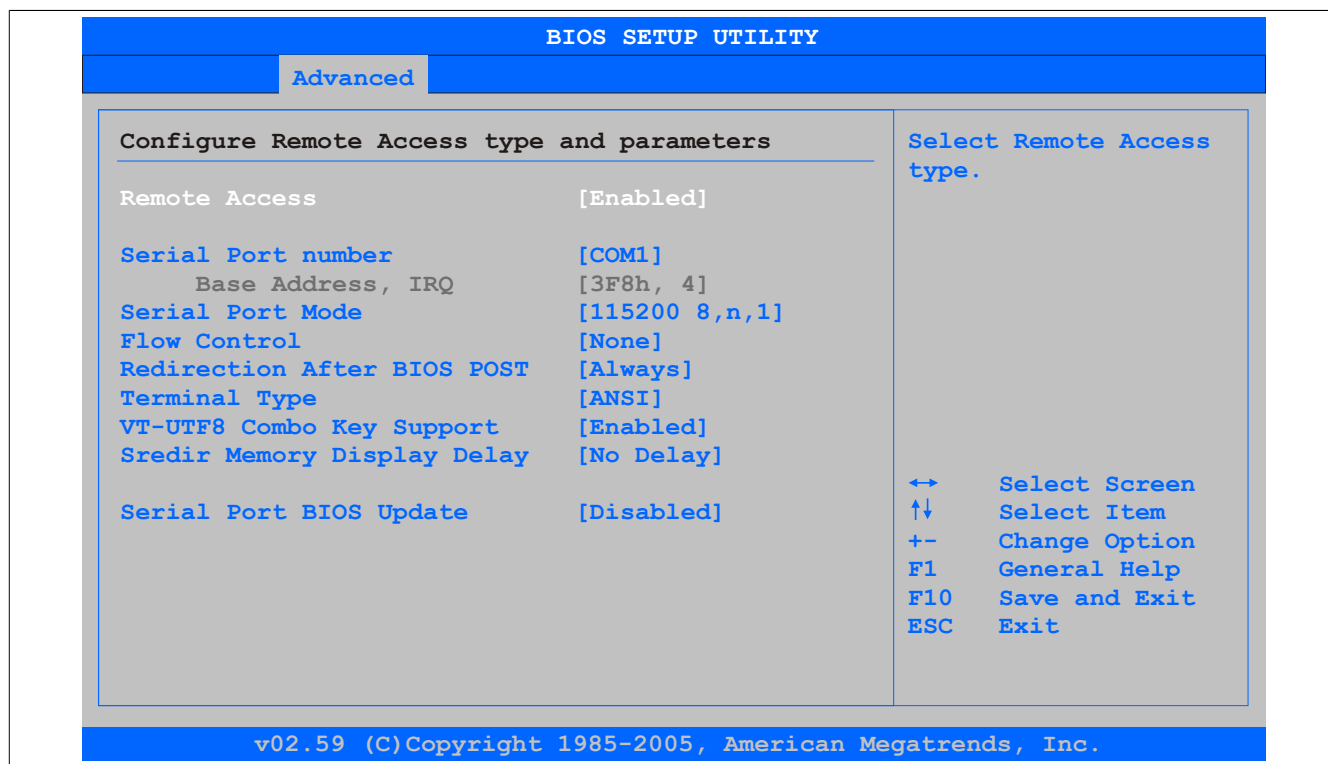 BIOS SETUP UTILITY
Advanced
Configure Remote Access type and parameters
Remote Access [Enabled]
Serial Port number [COM1]
Base Address, IRQ [3F8h, 4]
Serial Port Mode [115200 8,n,1]
Flow Control [None]
Redirection After BIOS POST [Always]
Terminal Type [ANSI]
VT-UTF8 Combo Key Support [Enabled]
Sredir Memory Display Delay [No Delay]
Serial Port BIOS Update [Disabled]
Select Remote Access
type.
↔ Select Screen
↑↓ Select Item
+- Change Option
F1 General Help
F10 Save and Exit
ESC Exit
v02.59 (C)Copyright 1985-2005, American Megatrends, Inc.